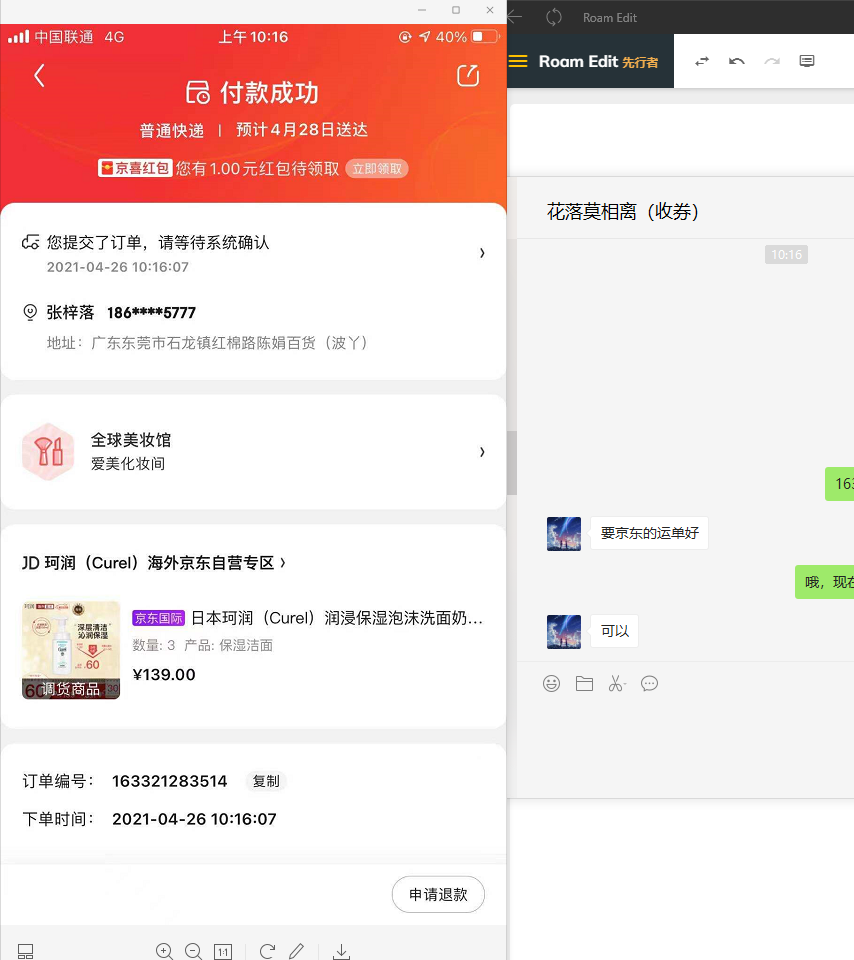 中国联通 4G 上午 10:16 40%
付款成功
普通快递 | 预计4月28日送达
京喜红包 您有1.00元红包待领取 立即领取
您提交了订单，请等待系统确认
2021-04-26 10:16:07
张梓落 186****5777
地址：广东东莞市石龙镇红棉路陈娟百货（波丫）
全球美妆馆
爱美化妆间
JD 珂润（Curel）海外京东自营专区
深层清洁
沁润保湿
60
调货商品
京东国际 日本珂润（Curel）润浸保湿泡沫洗面奶...
数量: 3 产品: 保湿洁面
¥139.00
订单编号： 163321283514 复制
下单时间： 2021-04-26 10:16:07
申请退款
1:1
Roam Edit
Roam Edit 先行者
花落莫相离（收券）
10:16
163
要京东的运单好
哦，现在
可以